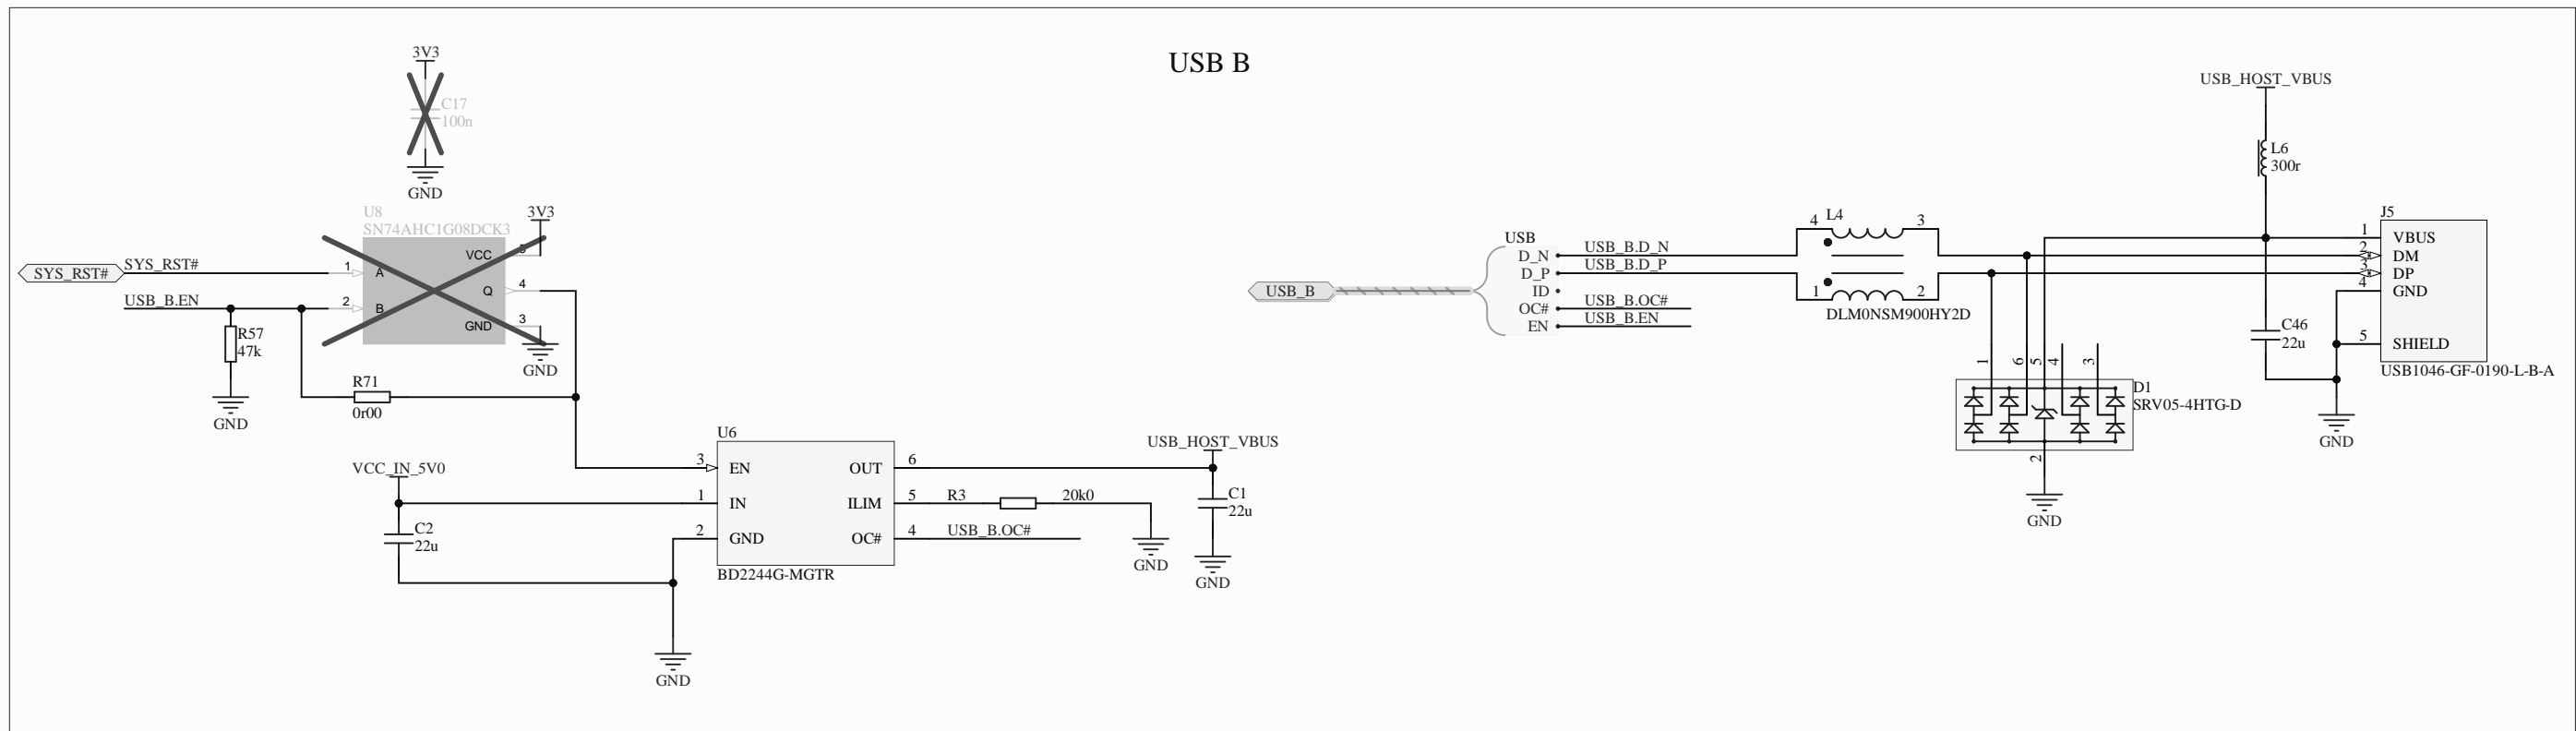 USB B
3V3
C17
100n
GND
U8
SN74AHC1G08DCK3
3V3
SYS_RST#
SYS_RST#
1
A
VCC
5
USB_B.EN
2
B
Q
4
GND
3
GND
R57
47k
GND
R71
0r00
VCC_IN_5V0
C2
22u
GND
U6
3
EN
OUT
6
1
IN
ILIM
5
2
GND
OC#
4
BD2244G-MGTR
R3
20k0
USB_B.OC#
GND
USB_HOST_VBUS
C1
22u
GND
USB_B
USB
D_N
USB_B.D_N
D_P
USB_B.D_P
ID
OC#
USB_B.OC#
EN
USB_B.EN
4
L4
3
1
2
DLM0NSM900HY2D
1
6
5
4
3
D1
SRV05-4HTG-D
2
GND
USB_HOST_VBUS
L6
300r
C46
22u
J5
1
VBUS
2
DM
3
DP
4
GND
5
SHIELD
USB1046-GF-0190-L-B-A
GND